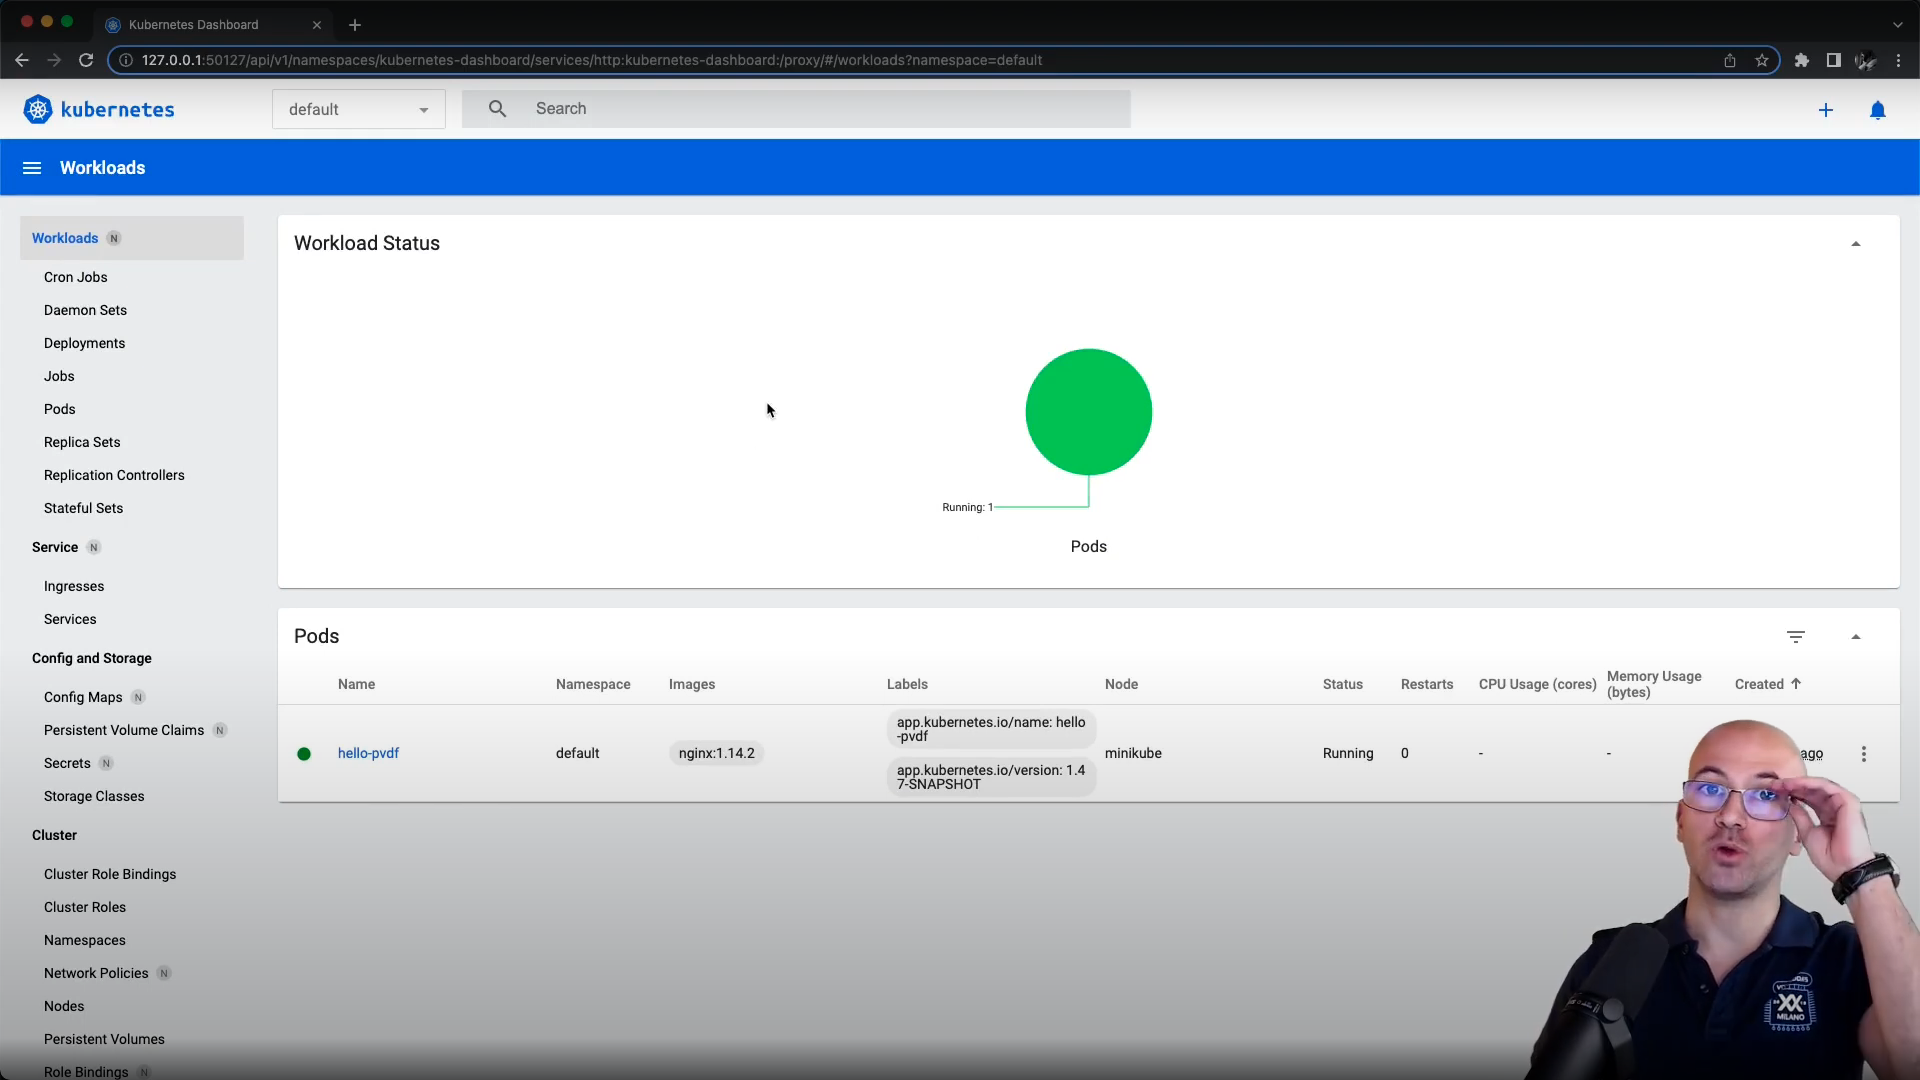 Kubernetes Dashboard
127.0.0.1:50127/api/v1/namespaces/kubernetes-dashboard/services/http:kubernetes-dashboard:/proxy/#/workloads?namespace=default
kubernetes
default
Search
Workloads
Workloads N
Cron Jobs
Daemon Sets
Deployments
Jobs
Pods
Replica Sets
Replication Controllers
Stateful Sets
Service N
Ingresses
Services
Config and Storage
Config Maps N
Persistent Volume Claims N
Secrets N
Storage Classes
Cluster
Cluster Role Bindings
Cluster Roles
Namespaces
Network Policies N
Nodes
Persistent Volumes
Role Bindings N
Workload Status
Running: 1
Pods
Pods
Name Namespace Images Labels Node Status Restarts CPU Usage (cores) Memory Usage (bytes) Created
hello-pvdf default nginx:1.14.2
app.kubernetes.io/name: hello
-pvdf
app.kubernetes.io/version: 1.4
7-SNAPSHOT
minikube Running 0 - - ago
XX
MILANO